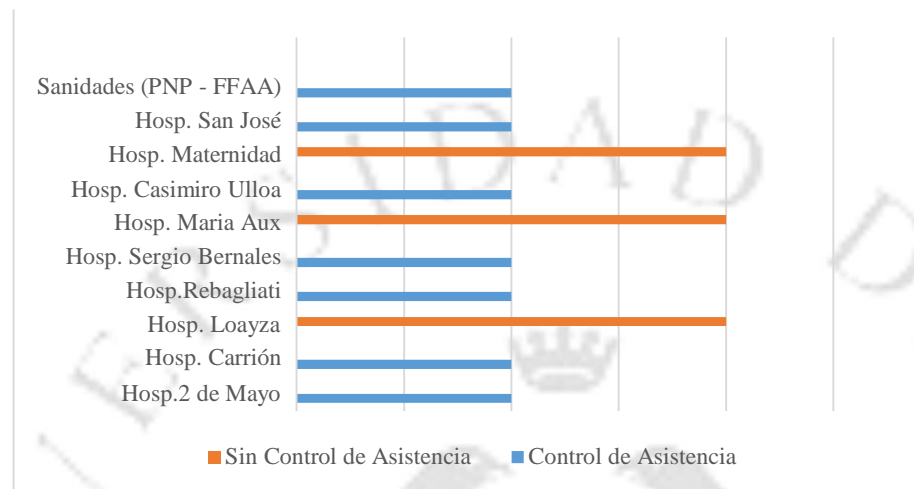 Sanidades (PNP - FFAA)
Hosp. San José
Hosp. Maternidad
Hosp. Casimiro Ulloa
Hosp. Maria Aux
Hosp. Sergio Bernales
Hosp.Rebagliati
Hosp. Loayza
Hosp. Carrión
Hosp.2 de Mayo
Sin Control de Asistencia Control de Asistencia